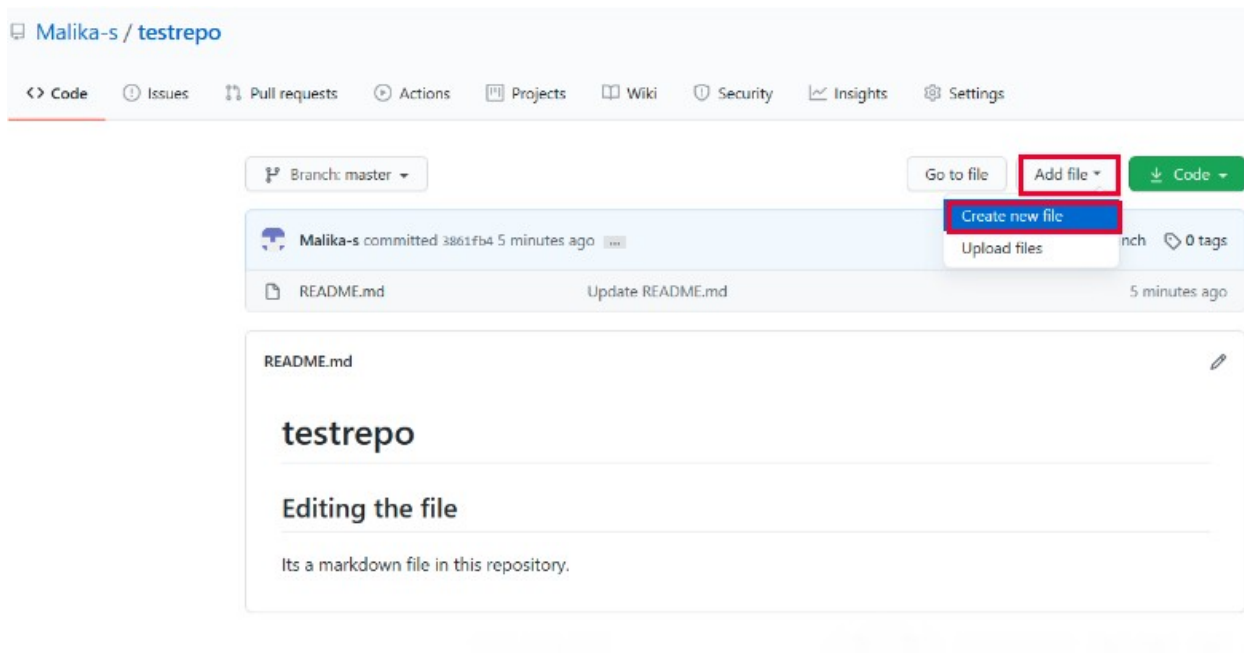 Malika-s / testrepo
<> Code Issues Pull requests Actions Projects Wiki Security Insights Settings
Branch: master Go to file Add file Code
Create new file
Malika-s committed 3861fb4 5 minutes ago ... nch 0 tags
Upload files
README.md Update README.md 5 minutes ago
README.md
testrepo
Editing the file
Its a markdown file in this repository.